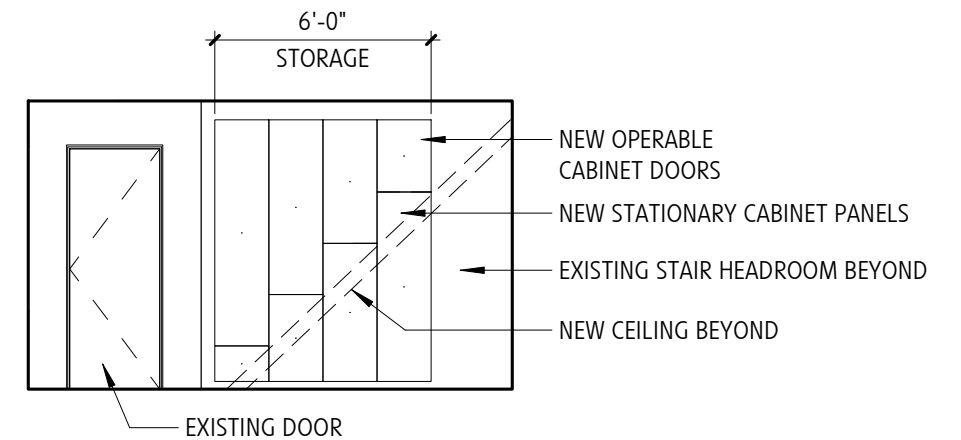 6'-0"
STORAGE
NEW OPERABLE
CABINET DOORS
NEW STATIONARY CABINET PANELS
EXISTING STAIR HEADROOM BEYOND
NEW CEILING BEYOND
EXISTING DOOR